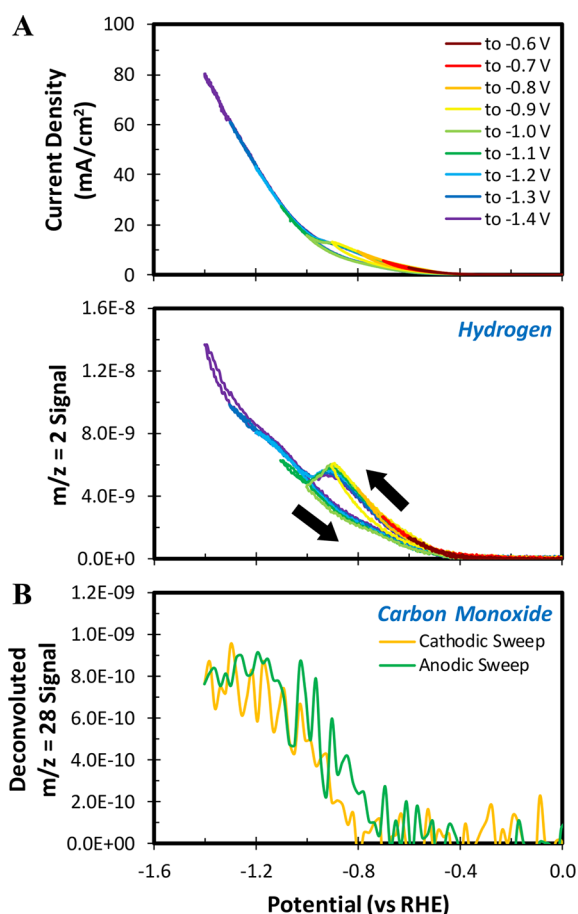 A
Current Density
(mA/cm²)
100
80
60
40
20
0
to -0.6 V
to -0.7 V
to -0.8 V
to -0.9 V
to -1.0 V
to -1.1 V
to -1.2 V
to -1.3 V
to -1.4 V
m/z = 2 Signal
1.6E-8
1.2E-8
8.0E-9
4.0E-9
0.0E+0
Hydrogen
B
Deconvoluted
m/z = 28 Signal
1.2E-09
1.0E-09
8.0E-10
6.0E-10
4.0E-10
2.0E-10
0.0E+00
Carbon Monoxide
Cathodic Sweep
Anodic Sweep
-1.6
-1.2
-0.8
-0.4
0.0
Potential (vs RHE)